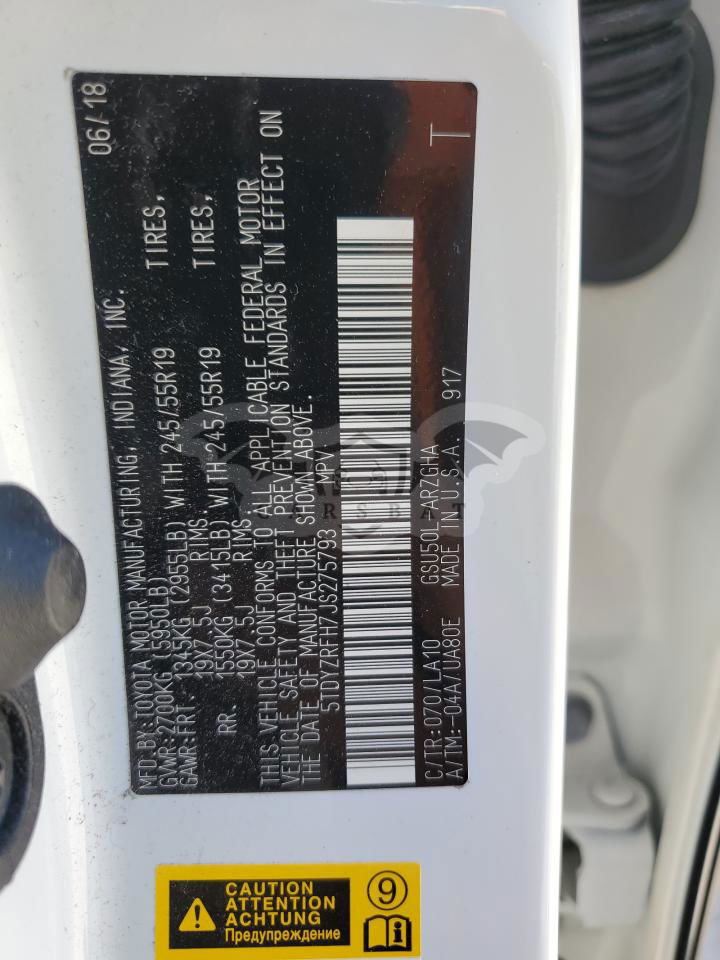 MFD.BY:TOYOTA MOTOR MANUFACTURING, INDIANA, INC. 06/18
GVWR:2700KG (5950LB)
GAWR:FRT. 1345KG (2955LB) WITH 245/55R19 TIRES,
19X7.5J RIMS,
RR. 1550KG (3415LB) WITH 245/55R19 TIRES,
19X7.5J RIMS,
THIS VEHICLE CONFORMS TO ALL APPLICABLE FEDERAL MOTOR
VEHICLE SAFETY AND THEFT PREVENTION STANDARDS IN EFFECT ON
THE DATE OF MANUFACTURE SHOWN ABOVE.
5TDYZRFH7JS275793 MPV
C/TR:070/LA10 GSU50L-ARZGHA T
A/TM:-04A/UA80E MADE IN U.S.A. 917
CAUTION
ATTENTION
ACHTUNG
Предупреждение
9